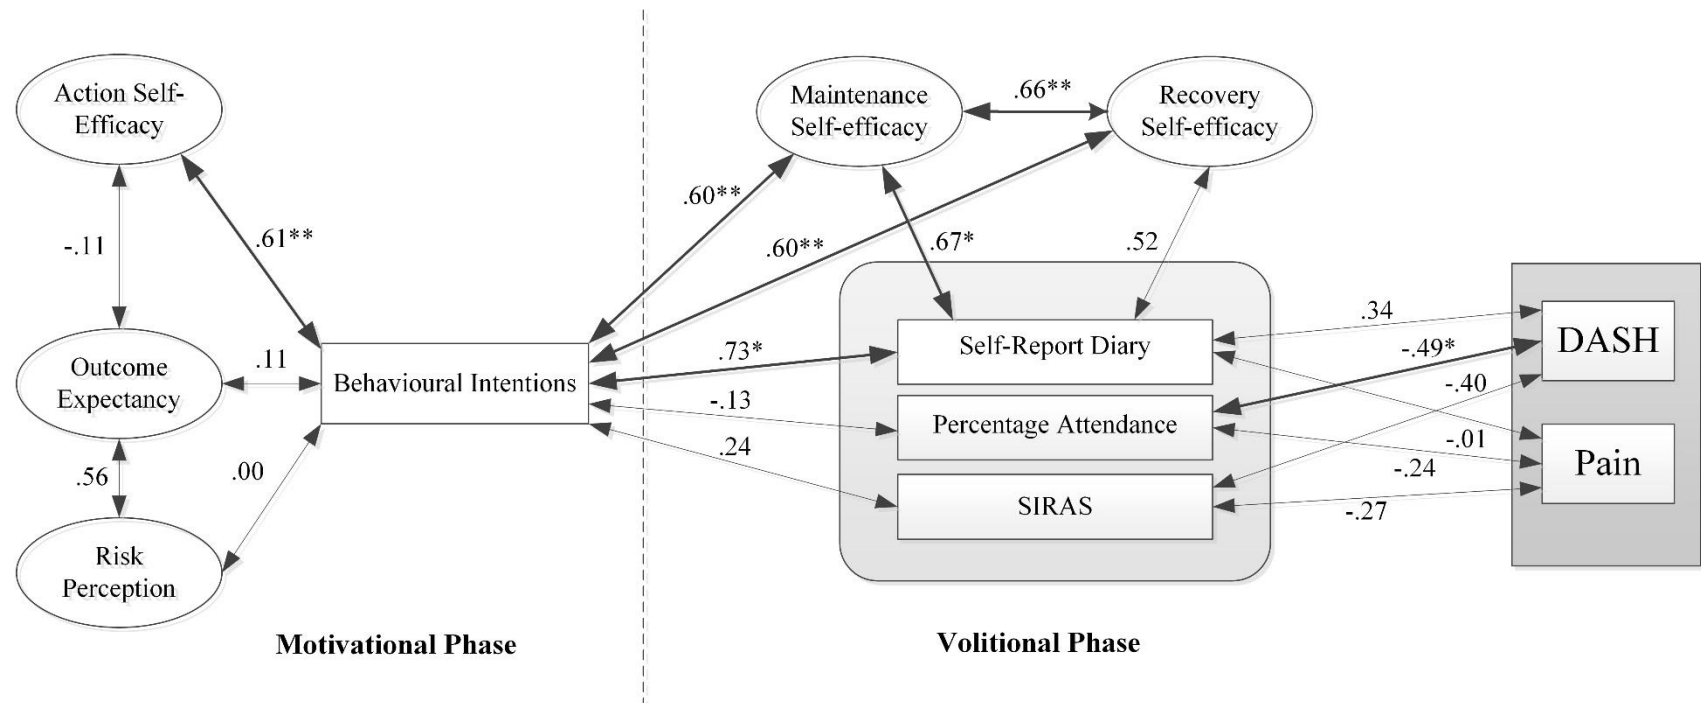 Action Self-
Efficacy
Maintenance
Self-efficacy
.66**
Recovery
Self-efficacy
.60**
-.11
.61**
.60**
.67*
.52
Outcome
Expectancy
.11
Behavioural Intentions
.73*
-.13
.24
Self-Report Diary
Percentage Attendance
SIRAS
.34
-.49*
-.40
-.01
-.24
-.27
DASH
Pain
.56
.00
Risk
Perception
Motivational Phase
Volitional Phase